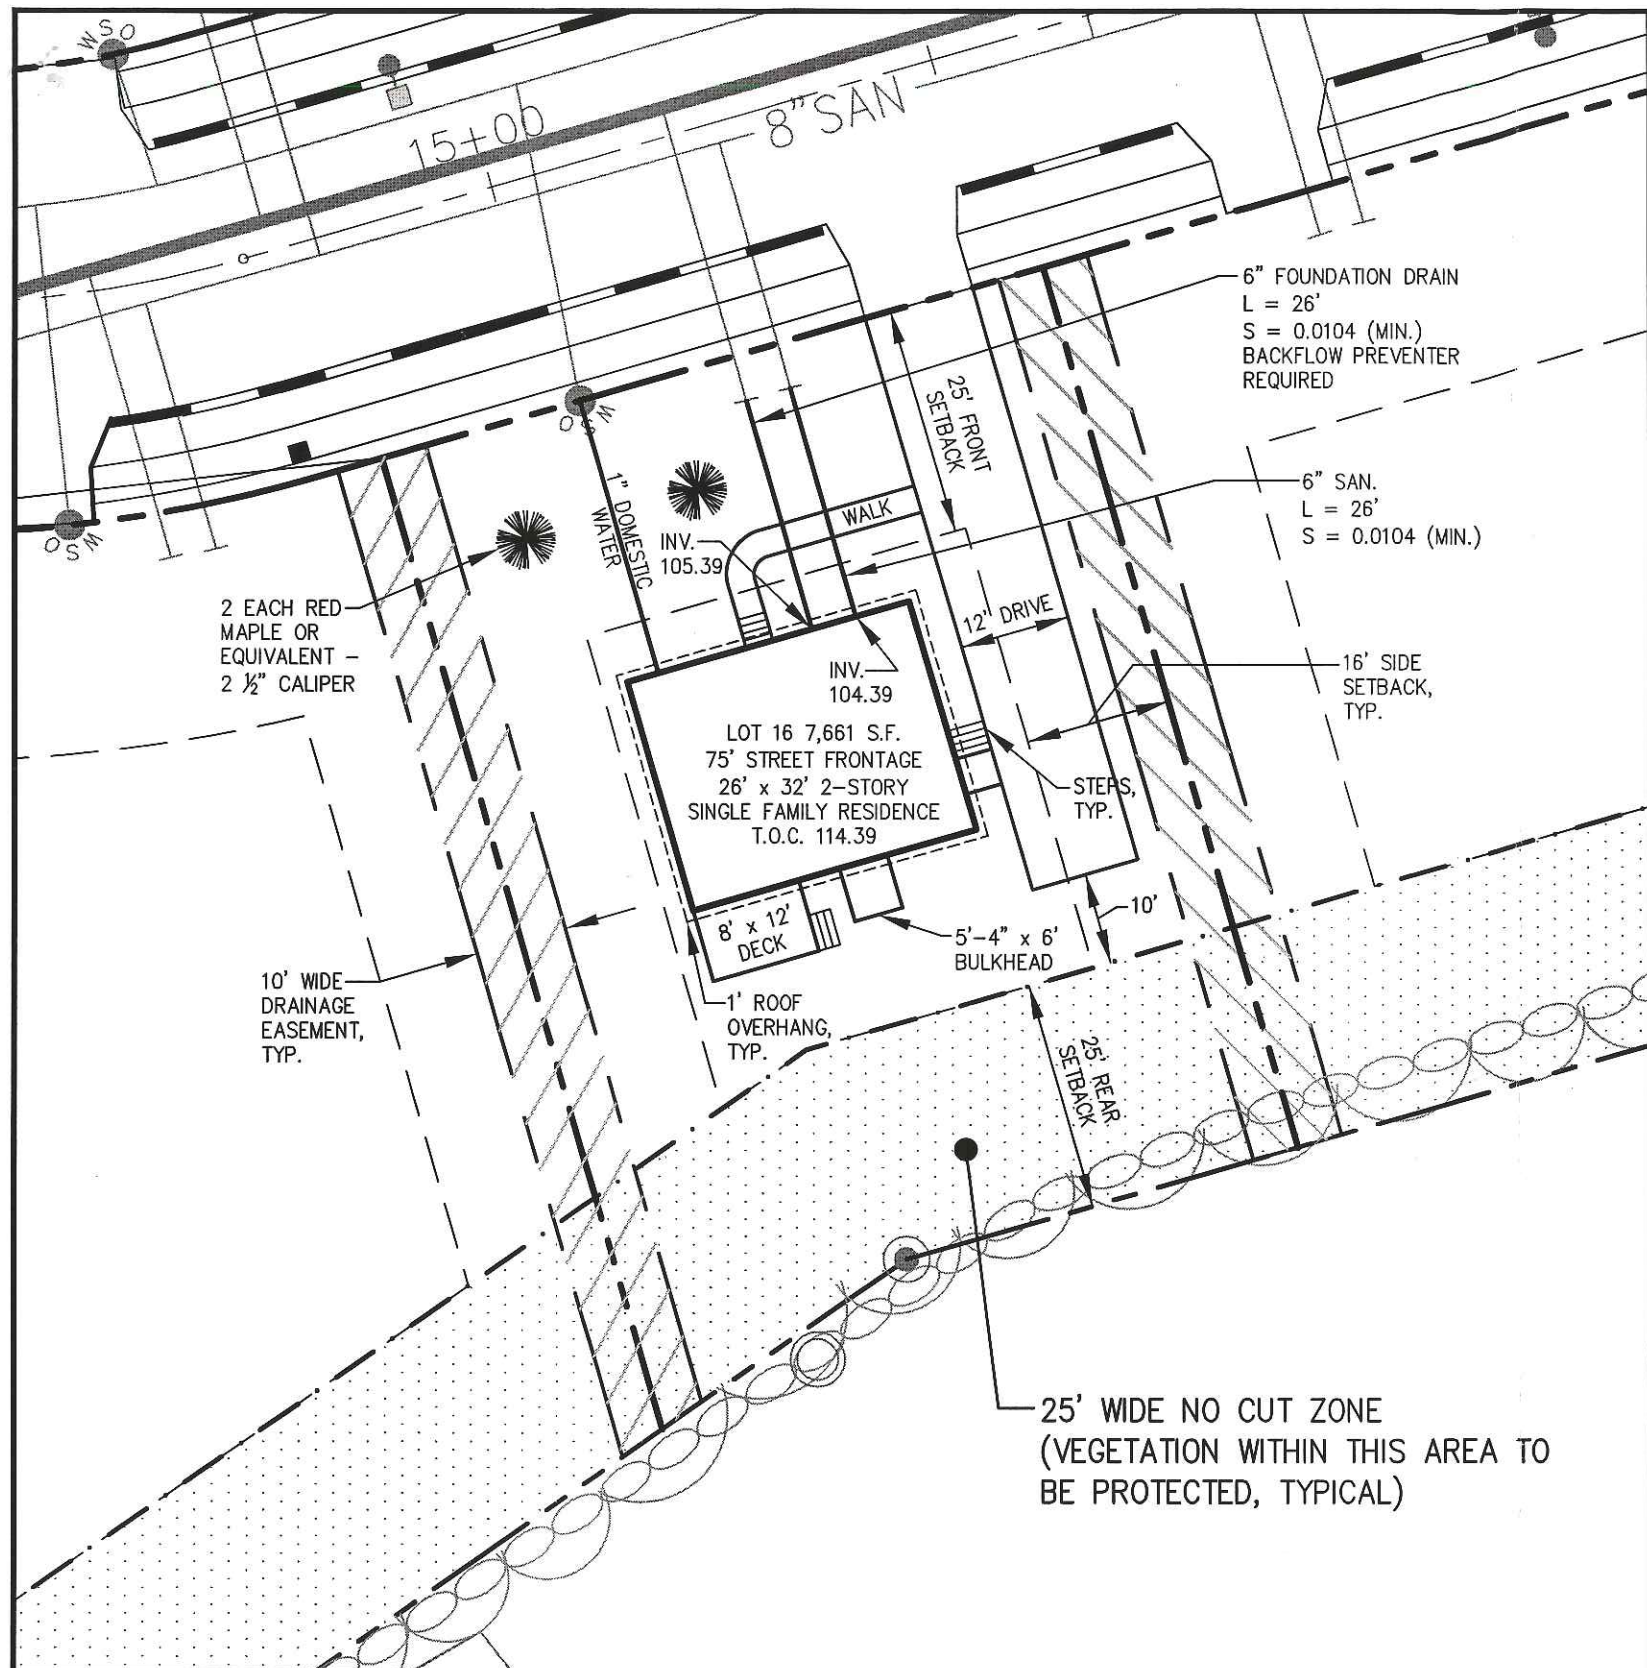 WSO
15+00
8" SAN
6" FOUNDATION DRAIN
L = 26'
S = 0.0104 (MIN.)
BACKFLOW PREVENTER
REQUIRED
25' FRONT
SETBACK
WSO
6" SAN.
L = 26'
S = 0.0104 (MIN.)
1" DOMESTIC
WATER
WALK
INV.
105.39
WSO
2 EACH RED
MAPLE OR
EQUIVALENT –
2 ½" CALIPER
12' DRIVE
INV.
104.39
16' SIDE
SETBACK,
TYP.
LOT 16 7,661 S.F.
75' STREET FRONTAGE
26' x 32' 2–STORY
SINGLE FAMILY RESIDENCE
T.O.C. 114.39
STEPS,
TYP.
8' x 12'
DECK
10'
5'–4" x 6'
BULKHEAD
10' WIDE
DRAINAGE
EASEMENT,
TYP.
1' ROOF
OVERHANG,
TYP.
25' REAR
SETBACK
25' WIDE NO CUT ZONE
(VEGETATION WITHIN THIS AREA TO
BE PROTECTED, TYPICAL)